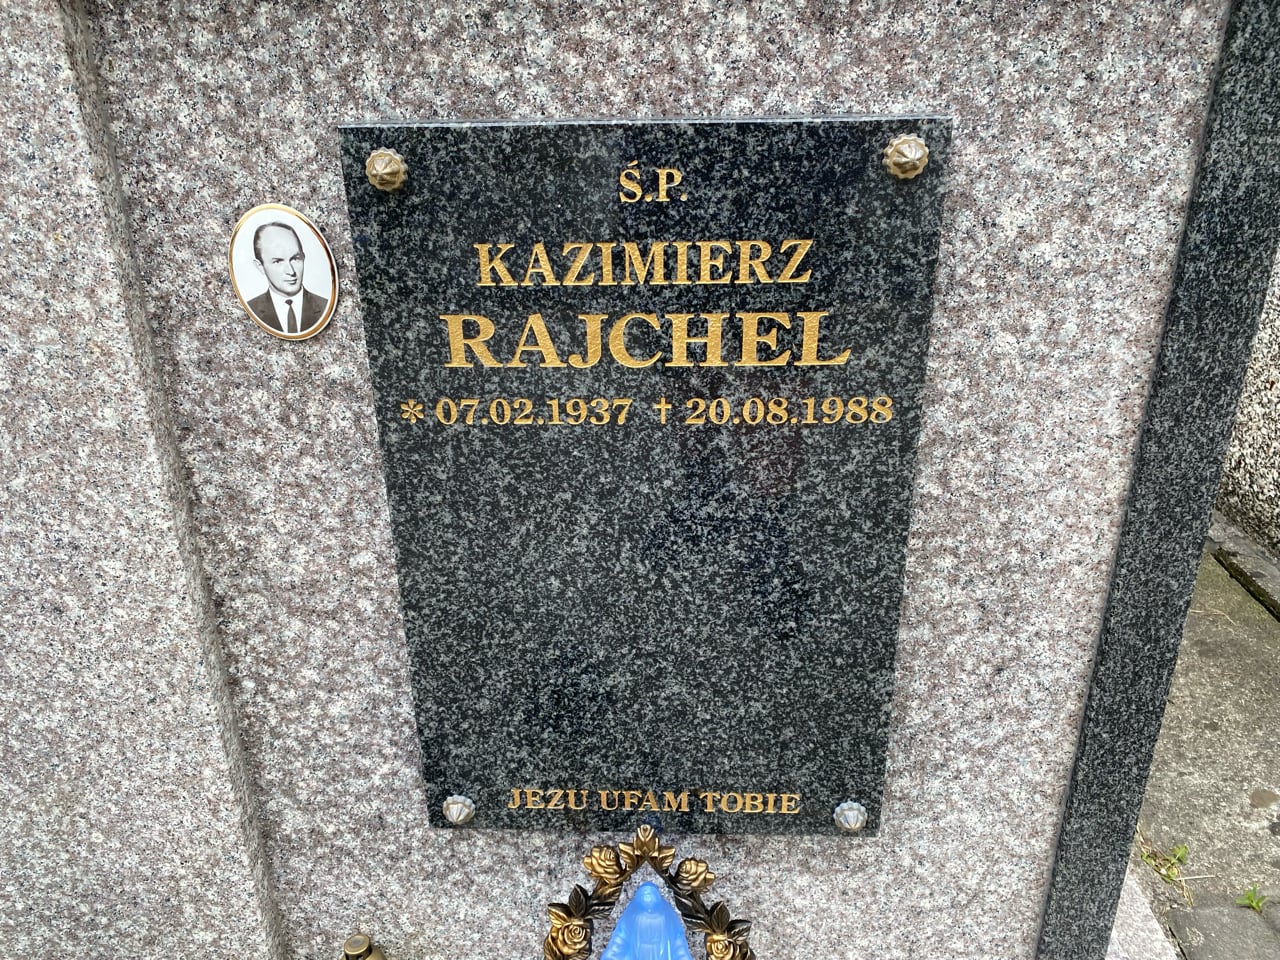 Ś.P.
KAZIMIERZ
RAJCHEL
* 07.02.1937 † 20.08.1988
JEZU UFAM TOBIE